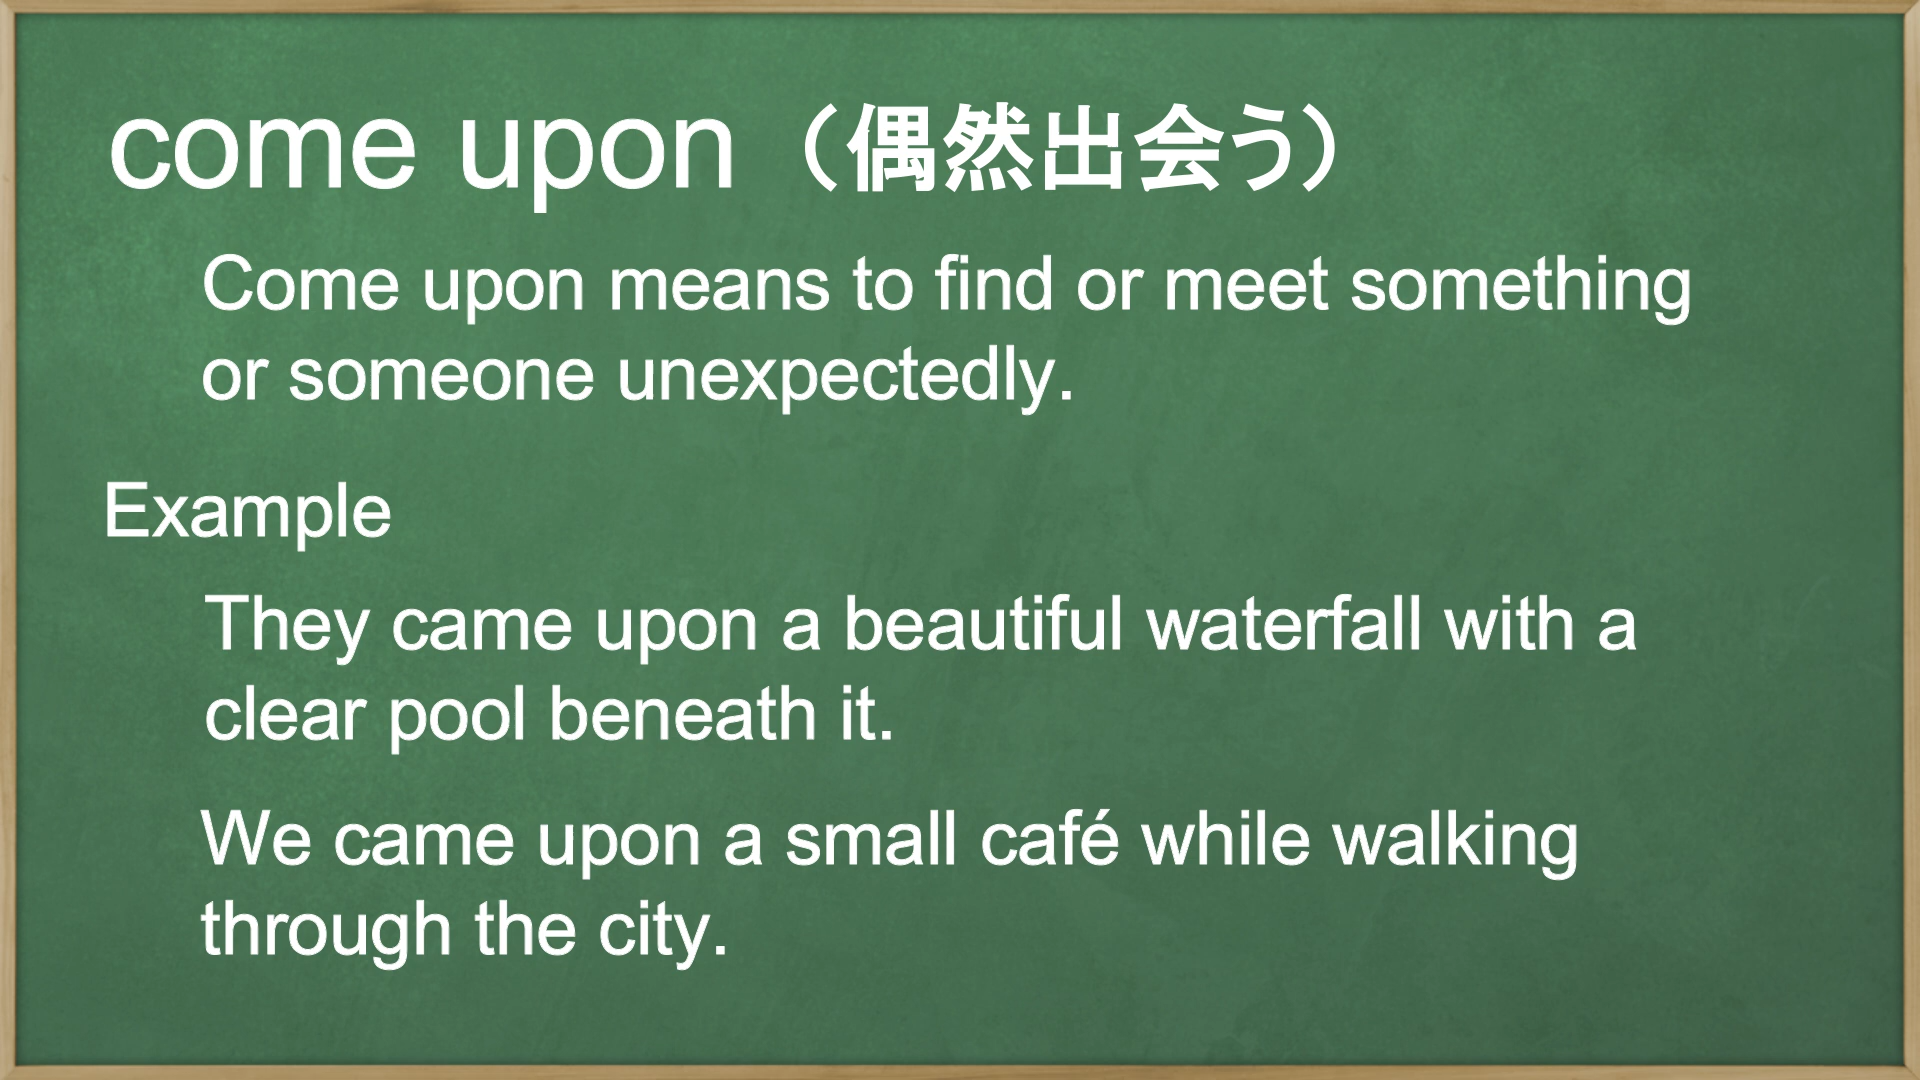 come upon （偶然出会う）
Come upon means to find or meet something
or someone unexpectedly.
Example
They came upon a beautiful waterfall with a
clear pool beneath it.
We came upon a small café while walking
through the city.